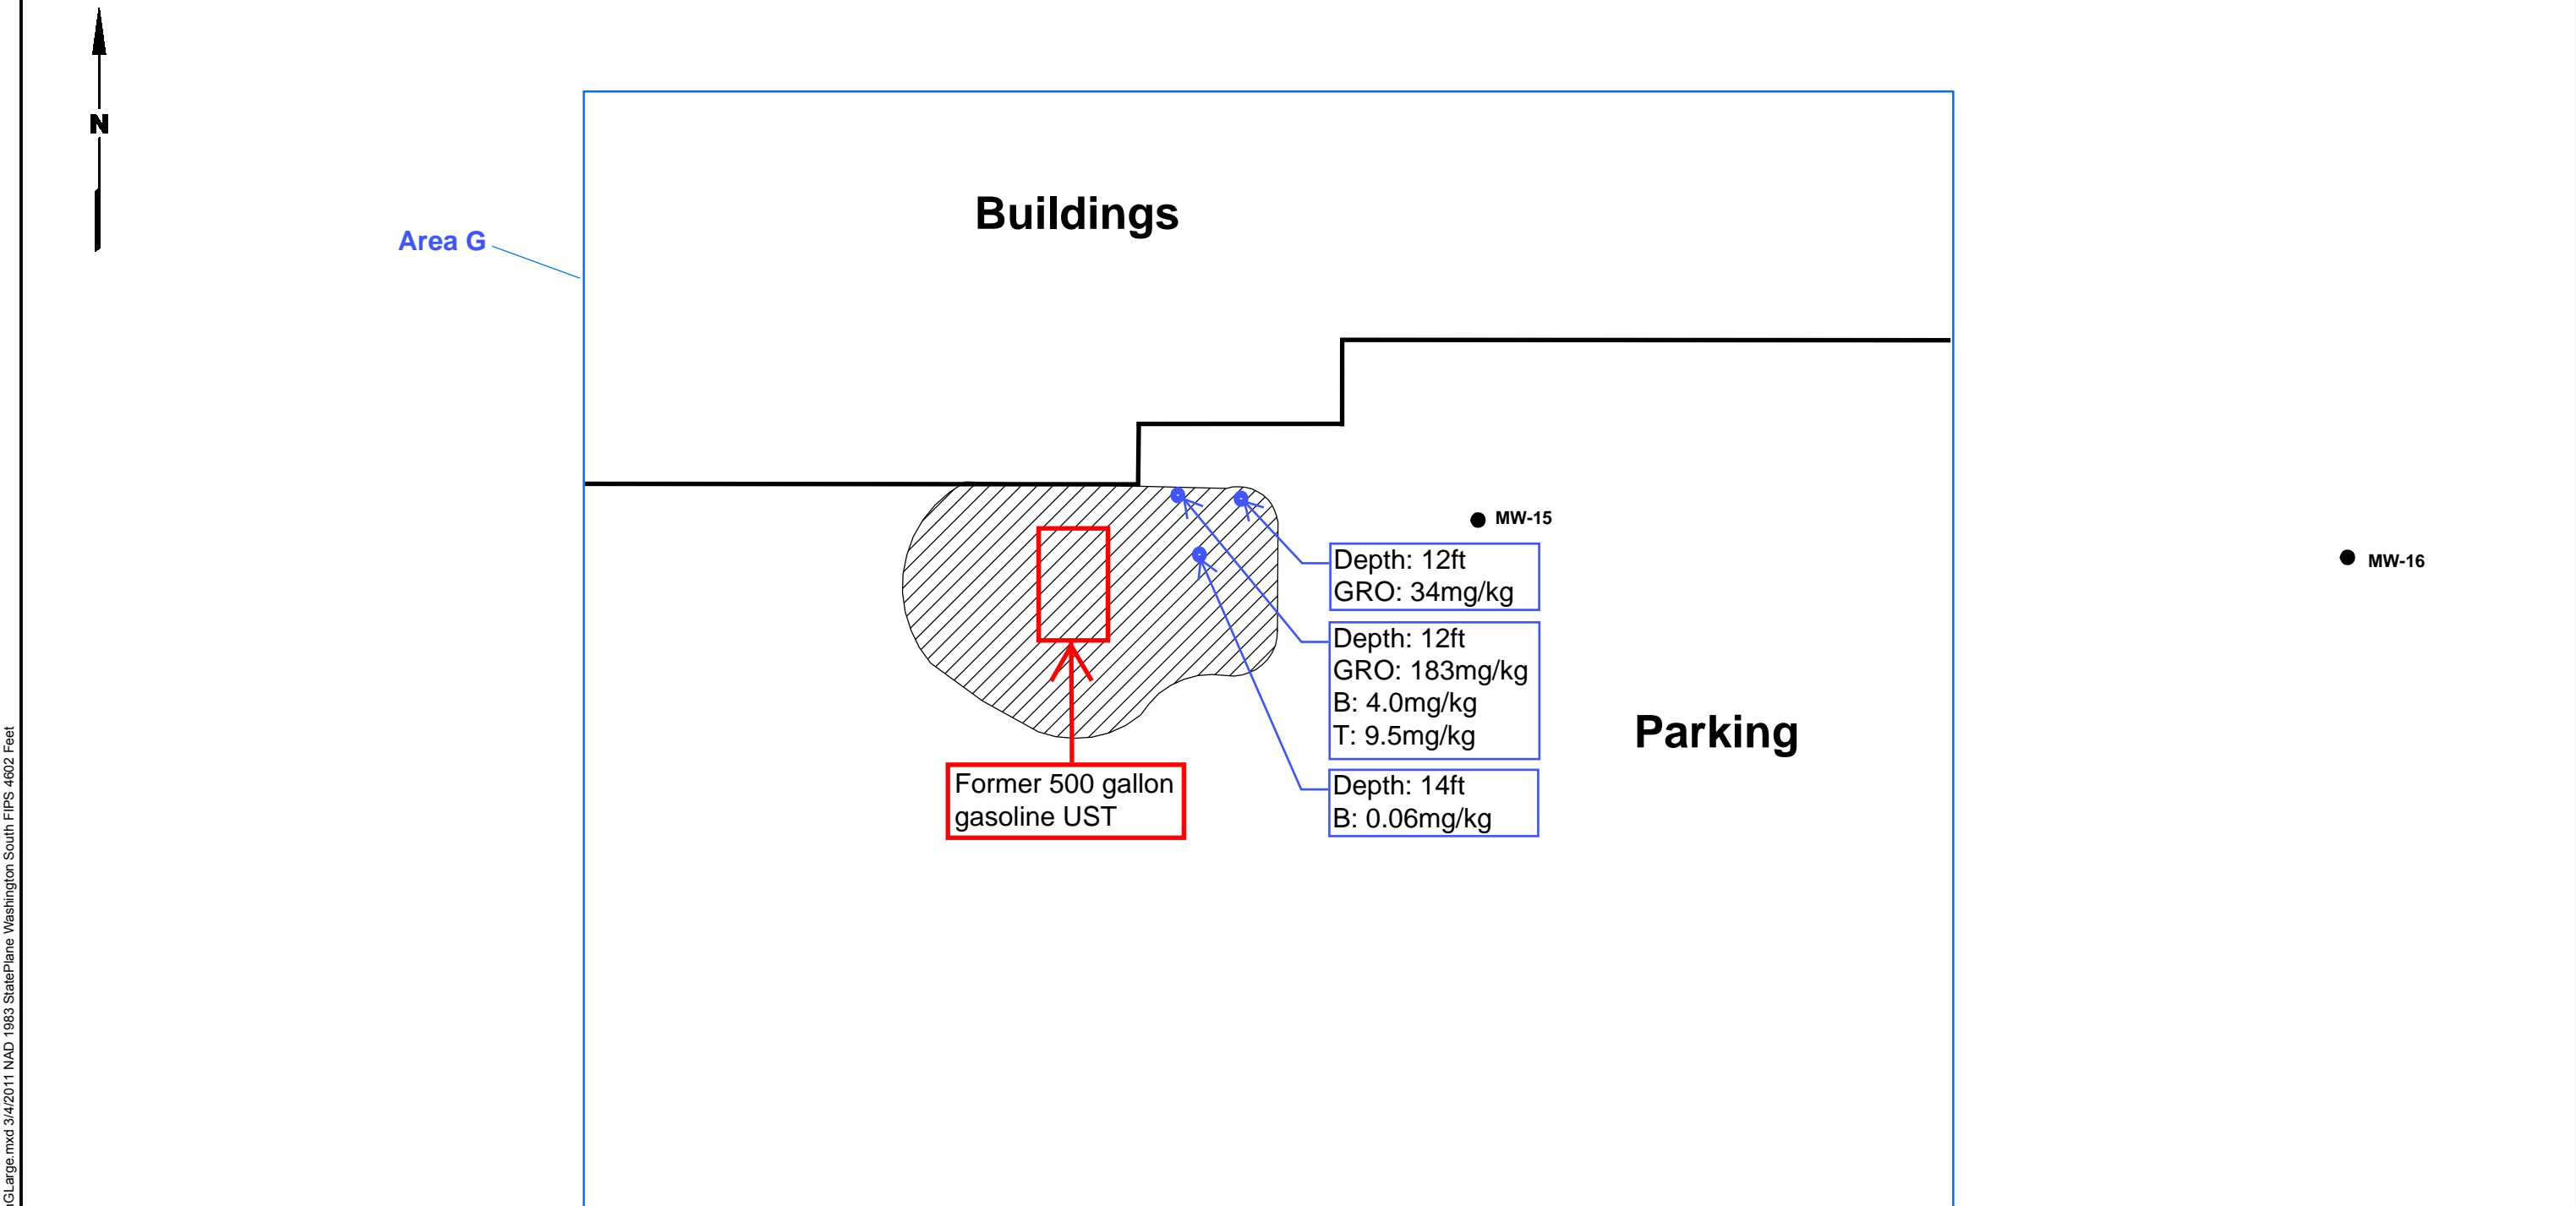 N
Buildings
Area G
MW-15
MW-16
Depth: 12ft
GRO: 34mg/kg
Depth: 12ft
GRO: 183mg/kg
B: 4.0mg/kg
T: 9.5mg/kg
Parking
Depth: 14ft
B: 0.06mg/kg
Former 500 gallon
gasoline UST
GLarge.mxd 3/4/2011 NAD 1983 StatePlane Washington South FIPS 4602 Feet